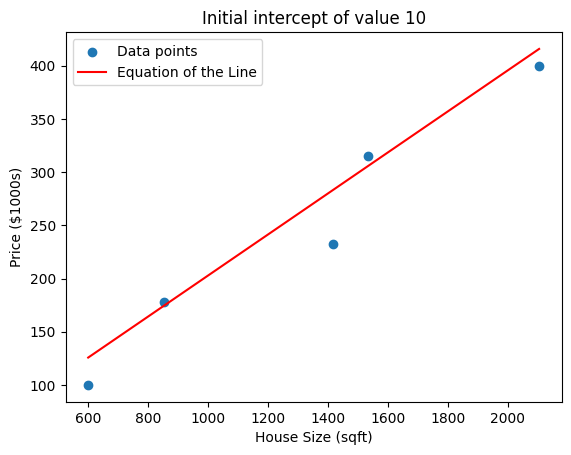 Initial intercept of value 10
Data points
Equation of the Line
400
350
300
250
200
150
100
Price ($1000s)
600 800 1000 1200 1400 1600 1800 2000
House Size (sqft)